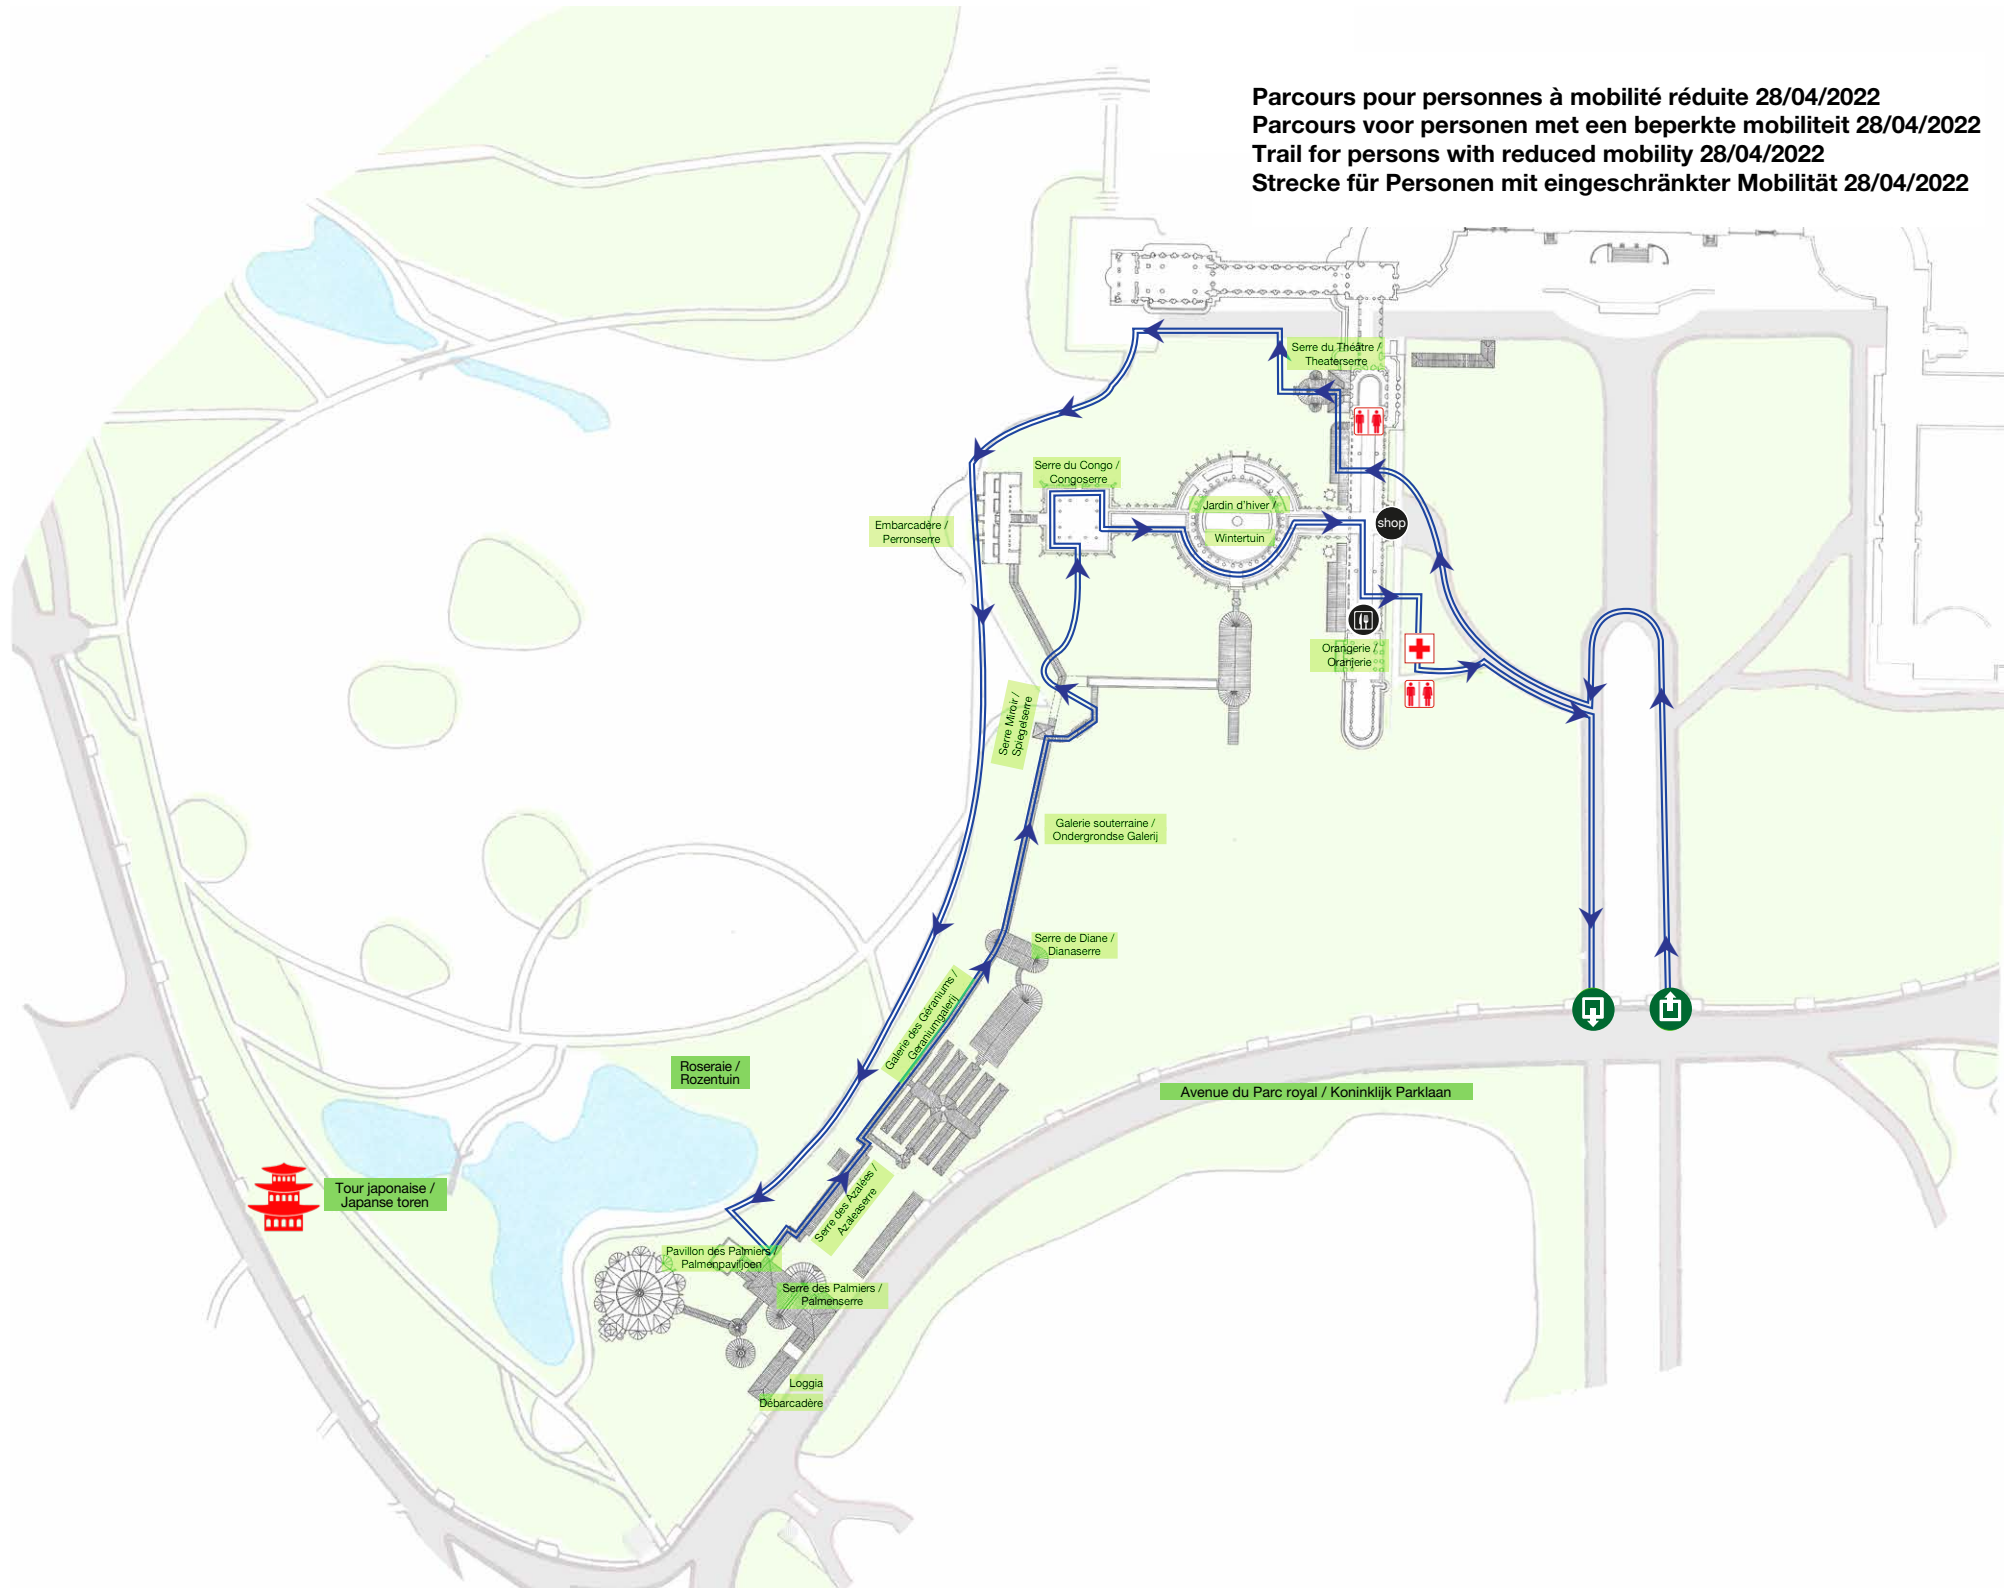 Parcours pour personnes à mobilité réduite 28/04/2022
Parcours voor personen met een beperkte mobiliteit 28/04/2022
Trail for persons with reduced mobility 28/04/2022
Strecke für Personen mit eingeschränkter Mobilität 28/04/2022
Serre du Théâtre /
Theaterserre
Serre du Congo /
Congoserre
Jardin d'hiver /
Wintertuin
shop
Embarcadère /
Perronserre
Orangerie /
Oranjerie
Serre Miroir /
Spiegelserre
Galerie souterraine /
Ondergrondse Galerij
Serre de Diane /
Dianaserre
Galerie des Géraniums /
Geraniumgalerij
Roseraie /
Rozentuin
Avenue du Parc royal / Koninklijk Parklaan
Tour japonaise /
Japanse toren
Serre des Azalées /
Azaleaserre
Pavillon des Palmiers /
Palmenpaviljoen
Serre des Palmiers /
Palmenserre
Loggia
Débarcadère